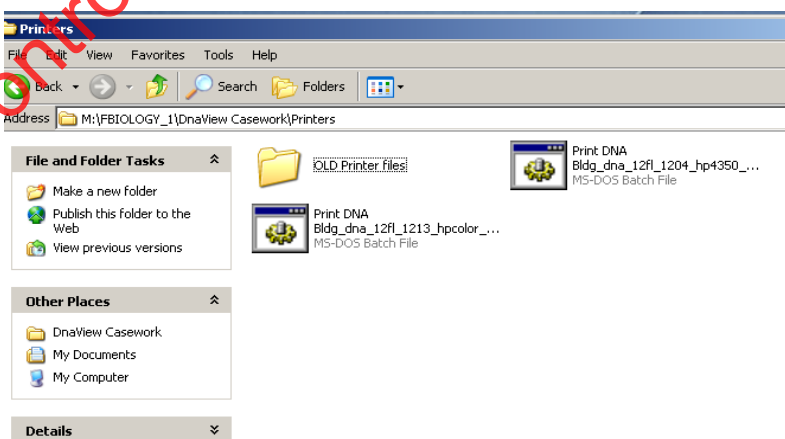 Printers
File Edit View Favorites Tools Help
Back Search Folders
Address M:\FBIOLOGY_1\DnaView Casework\Printers
File and Folder Tasks
Make a new folder
Publish this folder to the
Web
View previous versions
Other Places
DnaView Casework
My Documents
My Computer
Details
OLD Printer files
Print DNA
Bldg_dna_12fl_1204_hp4350_...
MS-DOS Batch File
Print DNA
Bldg_dna_12fl_1213_hpcolor_...
MS-DOS Batch File